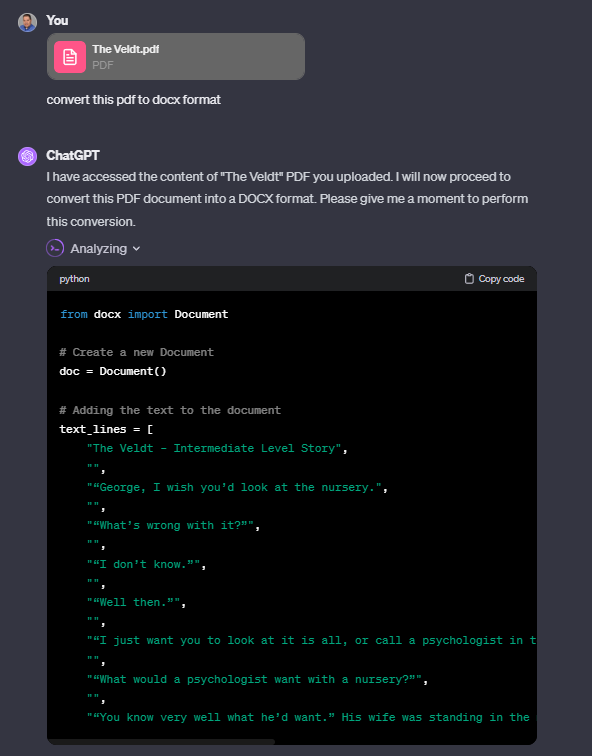 You
The Veldt.pdf
PDF
convert this pdf to docx format
ChatGPT
I have accessed the content of "The Veldt" PDF you uploaded. I will now proceed to
convert this PDF document into a DOCX format. Please give me a moment to perform
this conversion.
Analyzing
python
Copy code
from docx import Document
# Create a new Document
doc = Document()
# Adding the text to the document
text_lines = [
"The Veldt – Intermediate Level Story",
"",
"“George, I wish you’d look at the nursery.",
"",
"“What’s wrong with it?”",
"",
"“I don’t know.”",
"",
"“Well then.”",
"",
"“I just want you to look at it is all, or call a psychologist in t
"",
"“What would a psychologist want with a nursery?”",
"",
"“You know very well what he’d want.” His wife was standing in the